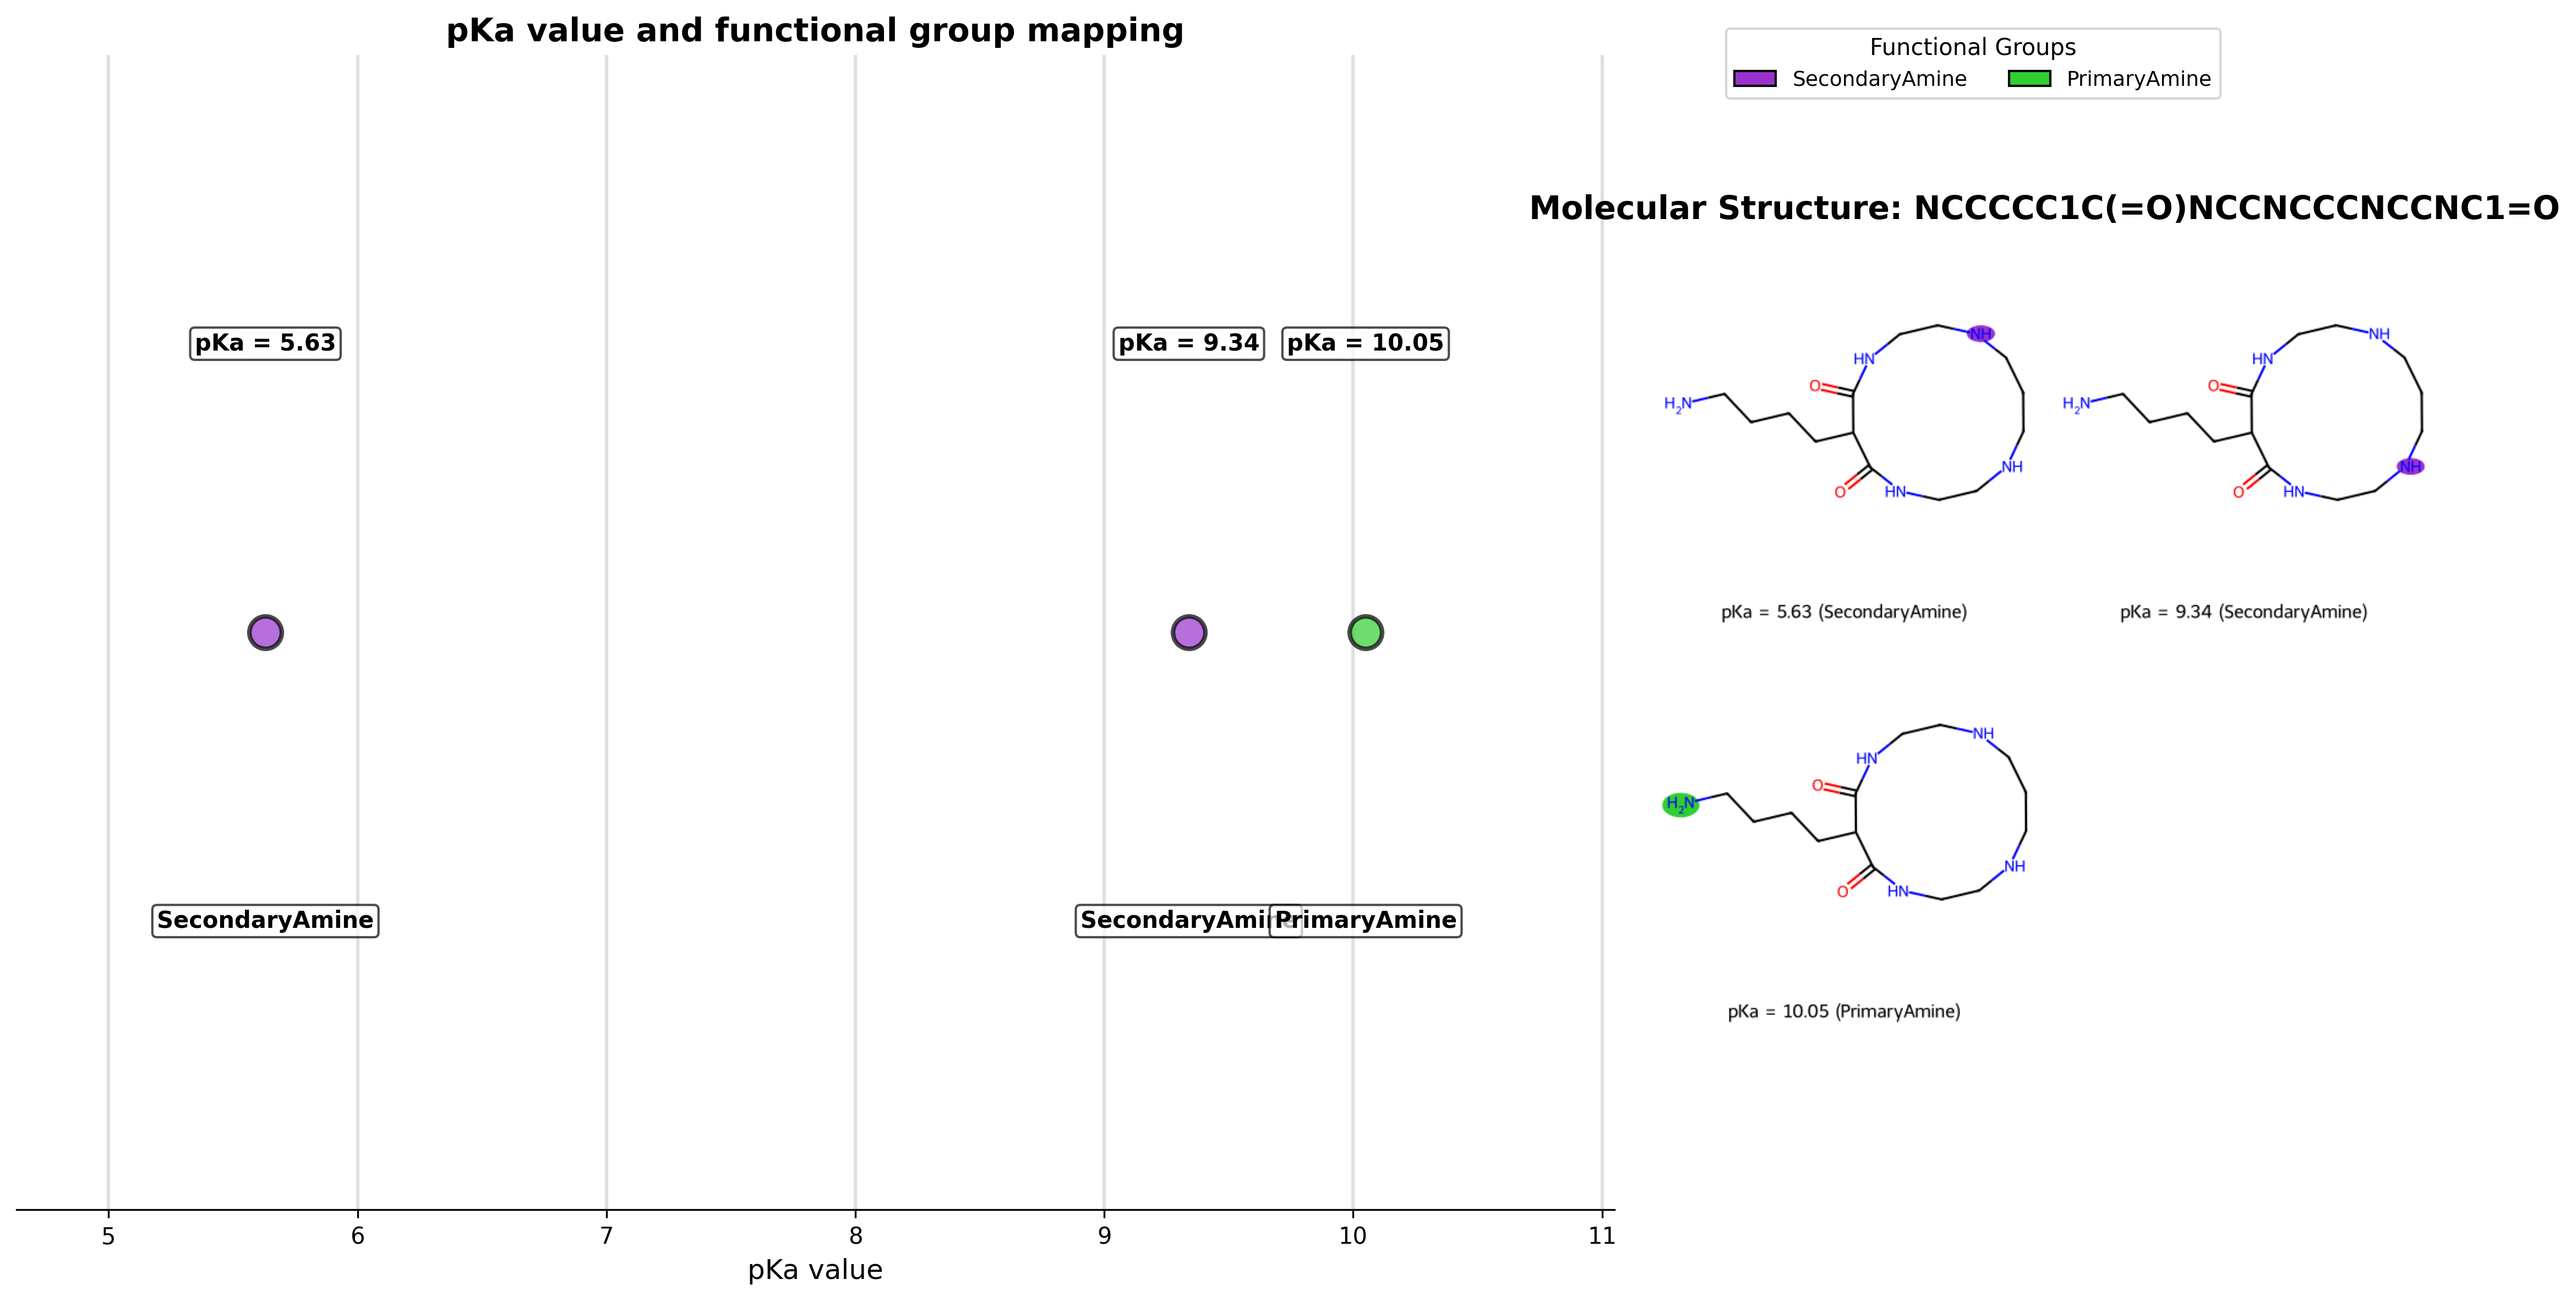 pKa value and functional group mapping
Functional Groups
SecondaryAmine
PrimaryAmine
Molecular Structure: NCCCCC1C(=O)NCCNCCCNCCNC1=O
pKa = 5.63
pKa = 9.34
pKa = 10.05
SecondaryAmine
SecondaryAmine
PrimaryAmine
5
6
7
8
9
10
11
pKa value
NH
HN
O
H2N
NH
O
HN
pKa = 5.63 (SecondaryAmine)
NH
HN
O
H2N
NH
O
HN
pKa = 9.34 (SecondaryAmine)
NH
HN
O
H2N
NH
O
HN
pKa = 10.05 (PrimaryAmine)